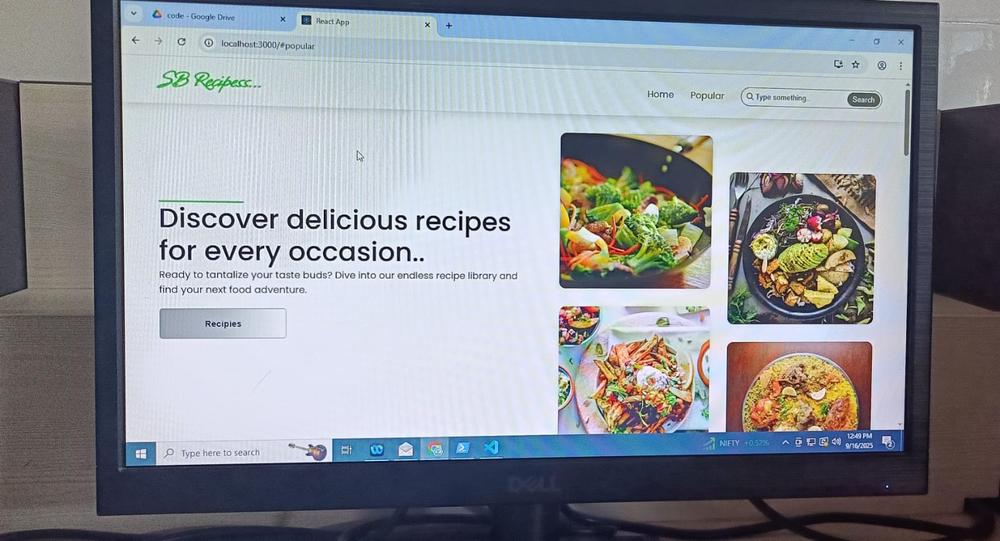 code - Google Drive
React App
localhost:3000/#popular
SB Recipess...
Home
Popular
Type something..
Search
Discover delicious recipes
for every occasion..
Ready to tantalize your taste buds? Dive into our endless recipe library and
find your next food adventure.
Recipies
Type here to search
NIFTY +0.52%
12:49 PM
9/16/2025
2
DELL